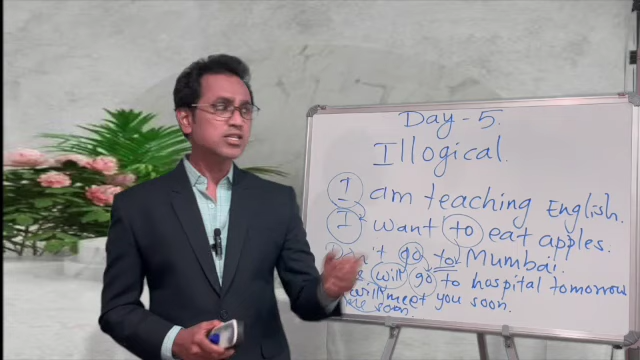 Day - 5.
Illogical.
I am teaching English.
I want to eat apples.
go to Mumbai.
will go to hospital tomorrow
will meet you soon.
soon.